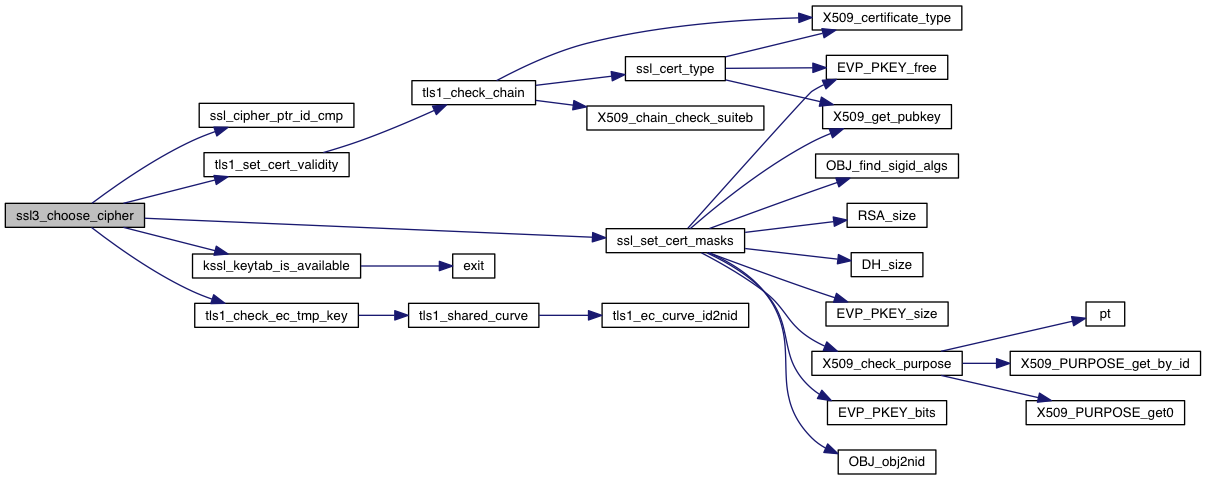 X509_certificate_type
ssl_cert_type
EVP_PKEY_free
tls1_check_chain
ssl_cipher_ptr_id_cmp
X509_chain_check_suiteb
X509_get_pubkey
tls1_set_cert_validity
OBJ_find_sigid_algs
ssl3_choose_cipher
RSA_size
ssl_set_cert_masks
kssl_keytab_is_available
exit
DH_size
tls1_check_ec_tmp_key
tls1_shared_curve
tls1_ec_curve_id2nid
EVP_PKEY_size
pt
X509_check_purpose
X509_PURPOSE_get_by_id
EVP_PKEY_bits
X509_PURPOSE_get0
OBJ_obj2nid